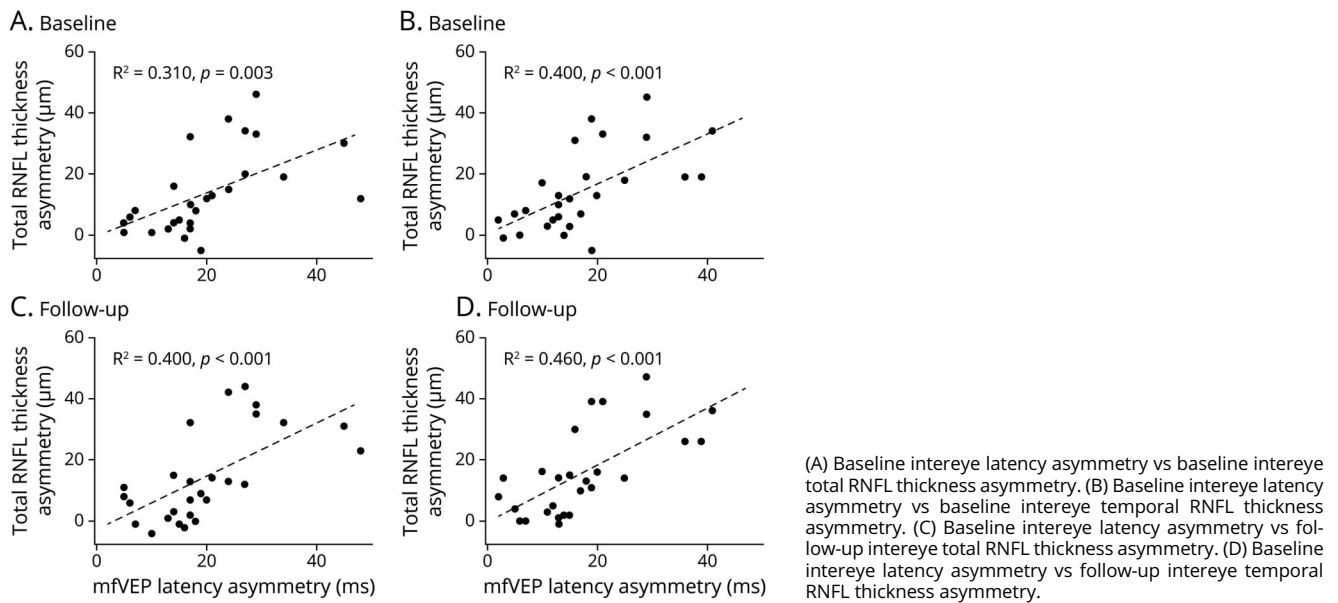 A. Baseline
Total RNFL thickness
asymmetry (μm)
60
40
20
0
R² = 0.310, p = 0.003
0 20 40
B. Baseline
Total RNFL thickness
asymmetry (μm)
60
40
20
0
R² = 0.400, p < 0.001
0 20 40
C. Follow-up
Total RNFL thickness
asymmetry (μm)
60
40
20
0
R² = 0.400, p < 0.001
0 20 40
mfVEP latency asymmetry (ms)
D. Follow-up
Total RNFL thickness
asymmetry (μm)
60
40
20
0
R² = 0.460, p < 0.001
0 20 40
mfVEP latency asymmetry (ms)
(A) Baseline intereye latency asymmetry vs baseline intereye
total RNFL thickness asymmetry. (B) Baseline intereye latency
asymmetry vs baseline intereye temporal RNFL thickness
asymmetry. (C) Baseline intereye latency asymmetry vs fol-
low-up intereye total RNFL thickness asymmetry. (D) Baseline
intereye latency asymmetry vs follow-up intereye temporal
RNFL thickness asymmetry.